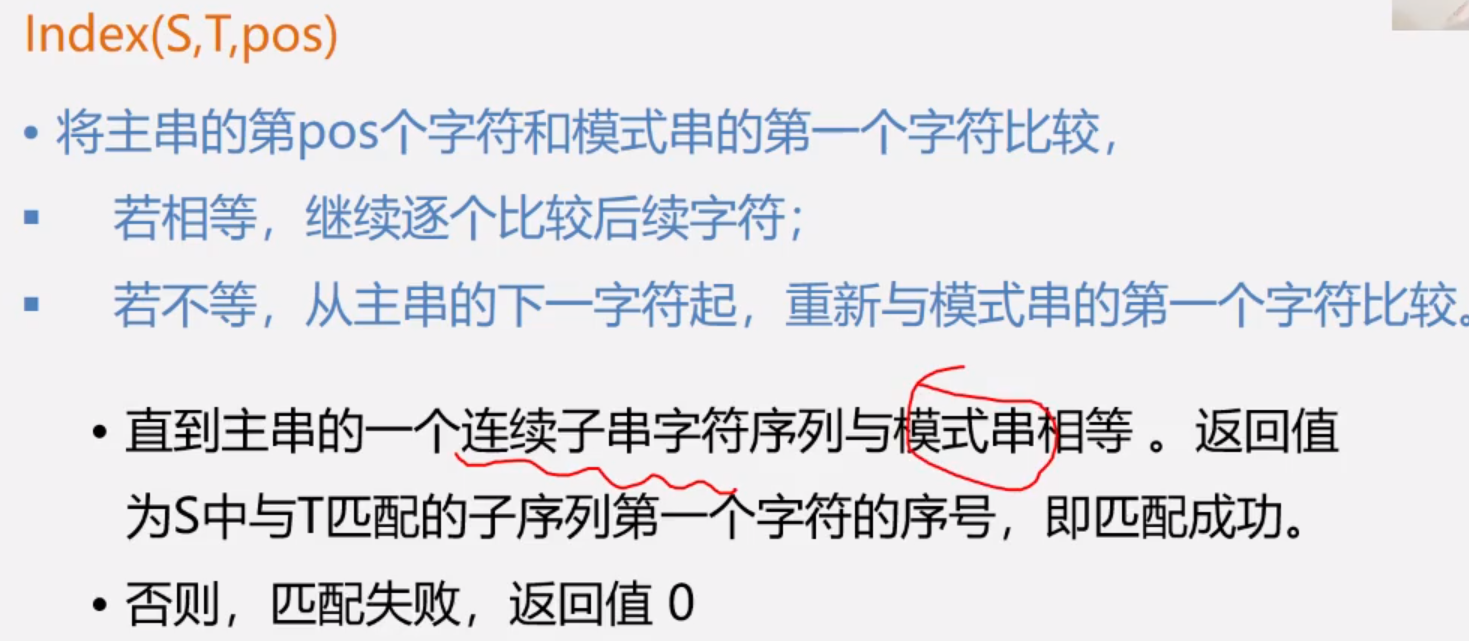 Index(S,T,pos)
• 将主串的第pos个字符和模式串的第一个字符比较，
▪ 若相等，继续逐个比较后续字符；
▪ 若不等，从主串的下一字符起，重新与模式串的第一个字符比较。
• 直到主串的一个连续子串字符序列与模式串相等 。返回值
为S中与T匹配的子序列第一个字符的序号，即匹配成功。
• 否则，匹配失败，返回值 0